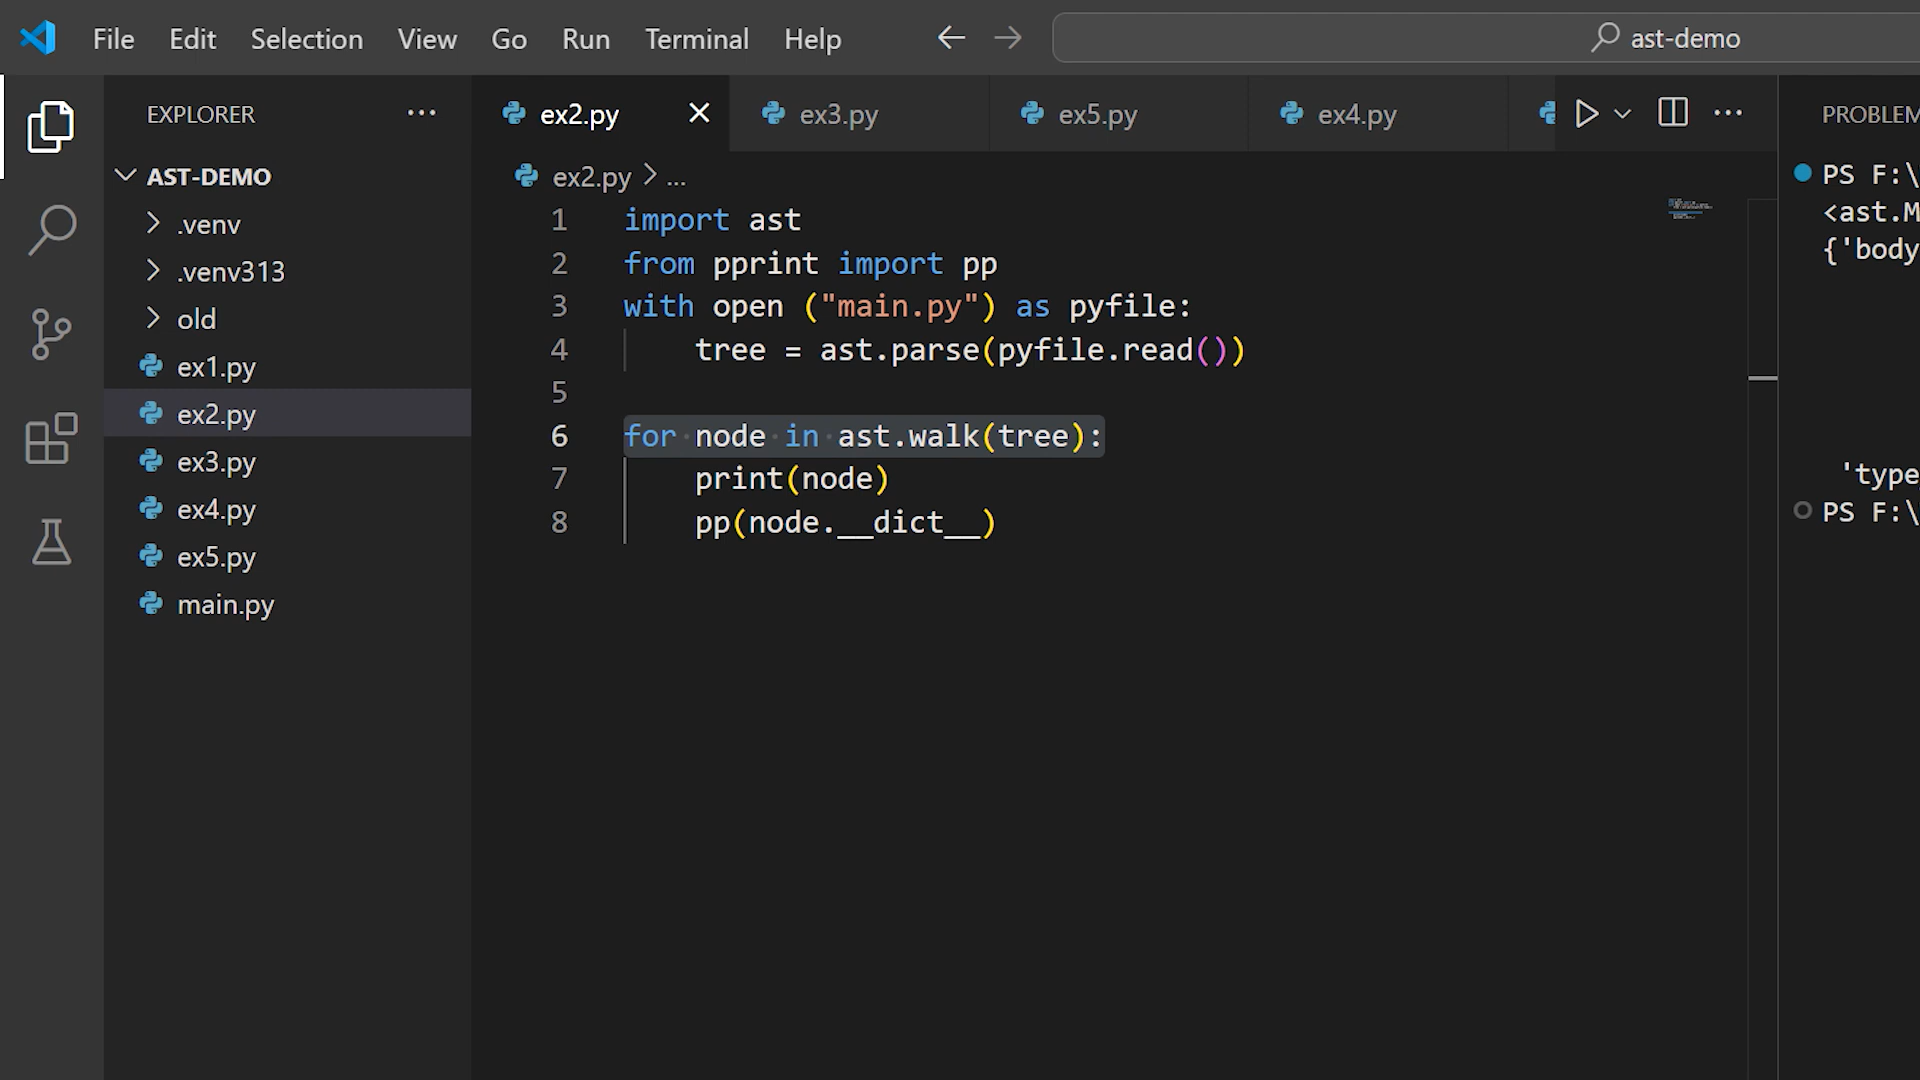 File Edit Selection View Go Run Terminal Help ast-demo
EXPLORER
AST-DEMO
.venv
.venv313
old
ex1.py
ex2.py
ex3.py
ex4.py
ex5.py
main.py
ex2.py ex3.py ex5.py ex4.py
ex2.py > ...
1 import ast
2 from pprint import pp
3 with open ("main.py") as pyfile:
4 tree = ast.parse(pyfile.read())
5
6 for node in ast.walk(tree):
7 print(node)
8 pp(node.__dict__)
PROBLEM
PS F:\
<ast.M
{'body
'type
PS F:\